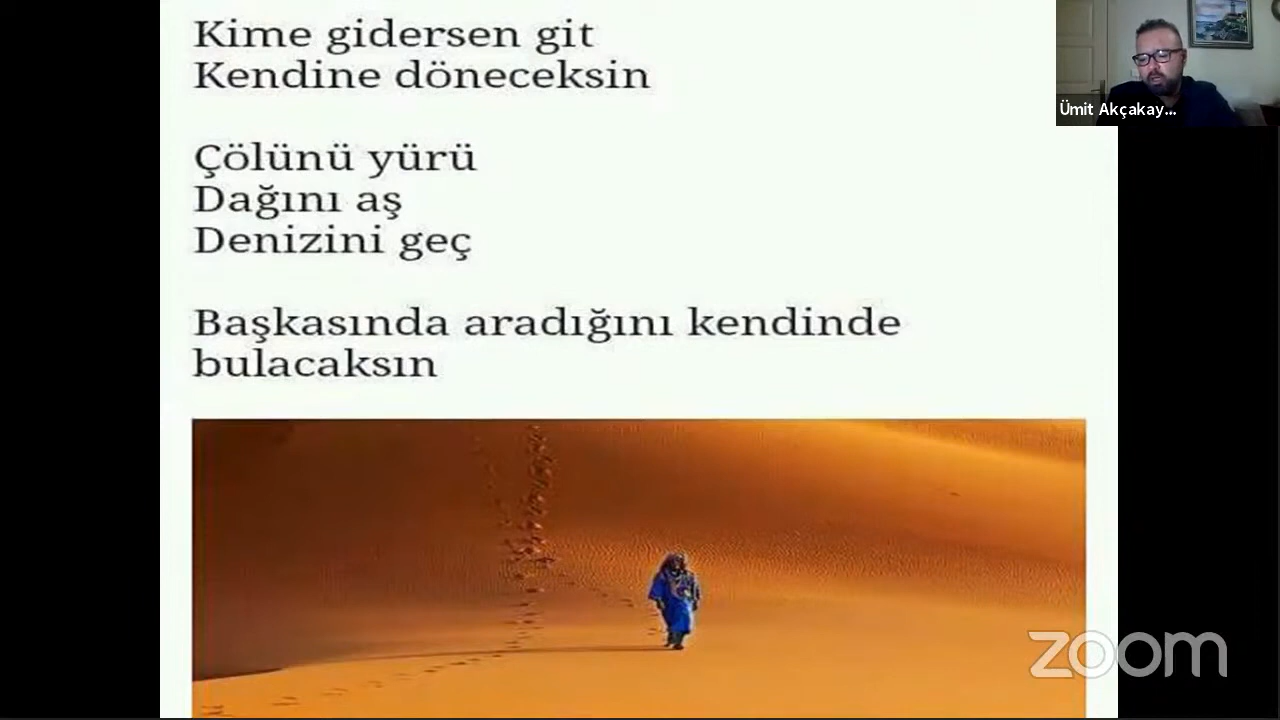 Kime gidersen git
Kendine döneceksin
Çölünü yürü
Dağını aş
Denizini geç
Başkasında aradığını kendinde
bulacaksın
Ümit Akçakay...
zoom